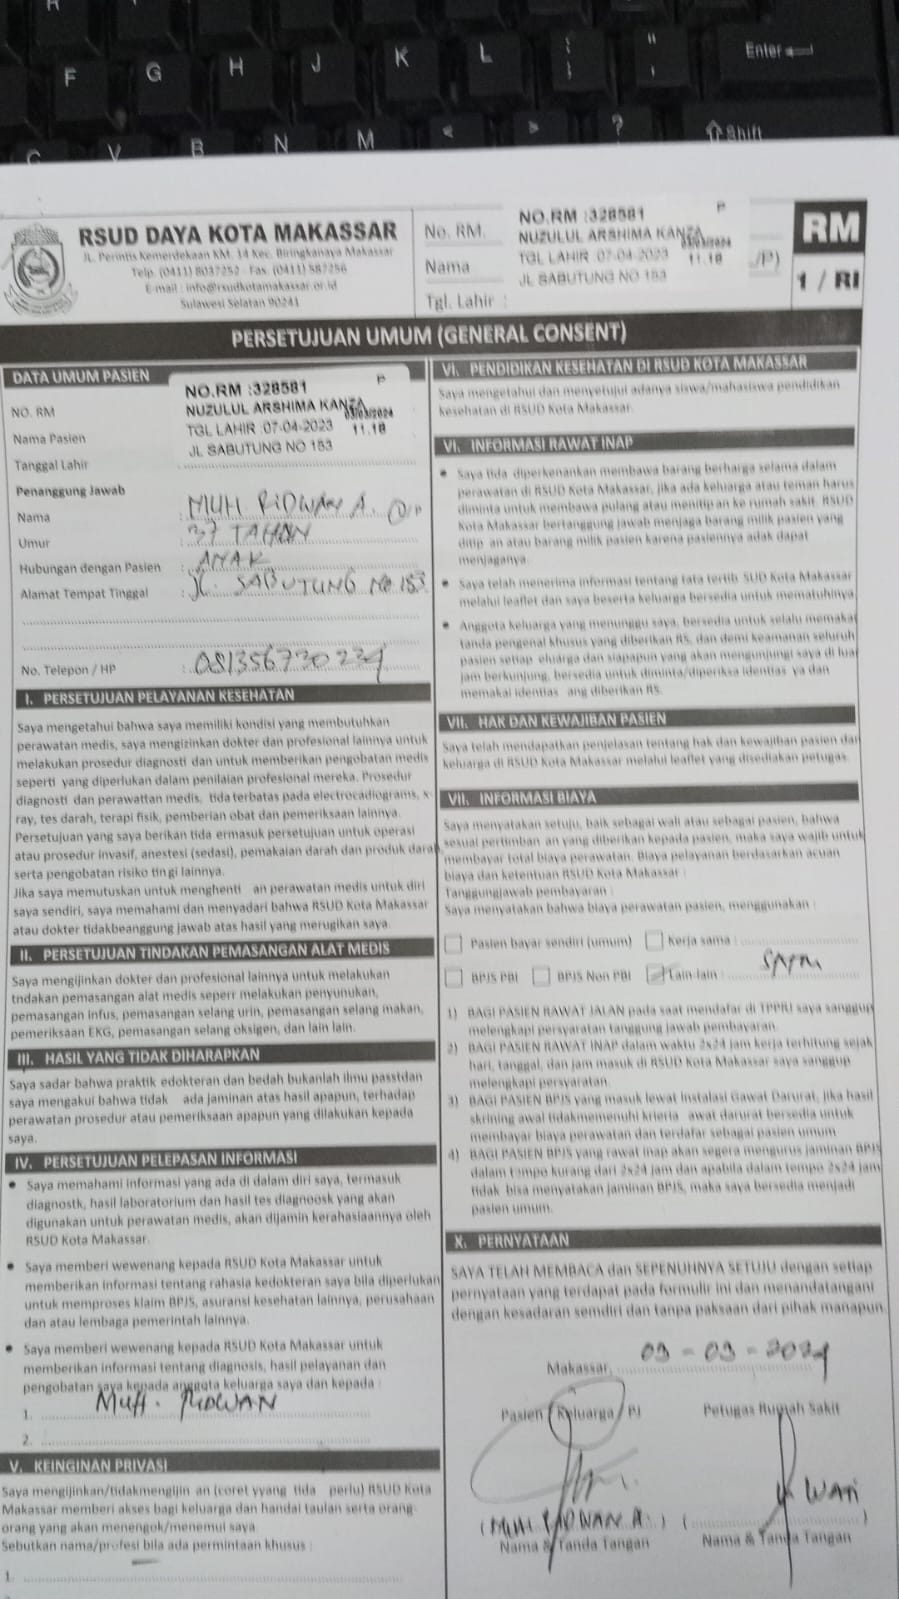 F G H J K L { } " ' Enter
C V B N M < > ? Shift
RSUD DAYA KOTA MAKASSAR
JL. Perintis Kemerdekaan KM. 14 Kec. Biringkanaya Makassar
Telp. (0411) 8037252 - Fax. (0411) 587256
E-mail : info@rsudkotamakassar.or.id
Sulawesi Selatan 90241
No. RM.
Nama
Tgl. Lahir :
NO.RM :328581 P
NUZULUL ARSHIMA KANZA
03/03/2024
TGL LAHIR :07-04-2023 11.18
JL SABUTUNG NO 153
/P)
RM
1 / RI
PERSETUJUAN UMUM (GENERAL CONSENT)
DATA UMUM PASIEN
NO. RM
Nama Pasien
Tanggal Lahir
NO.RM :328581 P
NUZULUL ARSHIMA KANZA
03/03/2024
TGL LAHIR :07-04-2023 11.18
JL SABUTUNG NO 153
Penanggung Jawab
Nama : MUH RIDWAN A. P
Umur : 37 TAHUN
Hubungan dengan Pasien : ANAK
Alamat Tempat Tinggal : JL. SABUTUNG No 153
No. Telepon / HP : 081356720229
I. PERSETUJUAN PELAYANAN KESEHATAN
Saya mengetahui bahwa saya memiliki kondisi yang membutuhkan
perawatan medis, saya mengizinkan dokter dan profesional lainnya untuk
melakukan prosedur diagnosti dan untuk memberikan pengobatan medis
seperti yang diperlukan dalam penilaian profesional mereka. Prosedur
diagnosti dan perawattan medis, tida terbatas pada electrocadiograms, x-
ray, tes darah, terapi fisik, pemberian obat dan pemeriksaan lainnya.
Persetujuan yang saya berikan tida ermasuk persetujuan untuk operasi
atau prosedur invasif, anestesi (sedasi), pemakaian darah dan produk darah,
serta pengobatan risiko tin gi lainnya.
Jika saya memutuskan untuk menghenti an perawatan medis untuk diri
saya sendiri, saya memahami dan menyadari bahwa RSUD Kota Makassar
atau dokter tidakbeanggung jawab atas hasil yang merugikan saya.
II. PERSETUJUAN TINDAKAN PEMASANGAN ALAT MEDIS
Saya mengijinkan dokter dan profesional lainnya untuk melakukan
tndakan pemasangan alat medis seperr melakukan penyunukan,
pemasangan Infus, pemasangan selang urin, pemasangan selang makan,
pemeriksaan EKG, pemasangan selang oksigen, dan lain lain.
III. HASIL YANG TIDAK DIHARAPKAN
Saya sadar bahwa praktik edokteran dan bedah bukanlah ilmu passtdan
saya mengakui bahwa tidak ada jaminan atas hasil apapun, terhadap
perawatan prosedur atau pemeriksaan apapun yang dilakukan kepada
saya.
IV. PERSETUJUAN PELEPASAN INFORMASI
• Saya memahami informasi yang ada di dalam diri saya, termasuk
diagnostk, hasil laboratorium dan hasil tes diagnoosk yang akan
digunakan untuk perawatan medis, akan dijamin kerahasiaannya oleh
RSUD Kota Makassar.
• Saya memberi wewenang kepada RSUD Kota Makassar untuk
memberikan informasi tentang rahasia kedokteran saya bila diperlukan
untuk memproses klaim BPJS, asuransi kesehatan lainnya, perusahaan
dan atau lembaga pemerintah lainnya.
• Saya memberi wewenang kepada RSUD Kota Makassar untuk
memberikan informasi tentang diagnosis, hasil pelayanan dan
pengobatan saya kepada anggota keluarga saya dan kepada :
1. MUH. RIDWAN
2.
V. KEINGINAN PRIVASI
Saya mengijinkan/tidakmengijin an (coret yyang tida perlu) RSUD Kota
Makassar memberi akses bagi keluarga dan handai taulan serta orang-
orang yang akan menengok/menemui saya
Sebutkan nama/profesi bila ada permintaan khusus :
1.
VI. PENDIDIKAN KESEHATAN DI RSUD KOTA MAKASSAR
Saya mengetahui dan menyetujui adanya siswa/mahasiswa pendidikan
kesehatan di RSUD Kota Makassar.
VI. INFORMASI RAWAT INAP
• Saya tida diperkenankan membawa barang berharga selama dalam
perawatan di RSUD Kota Makassar, jika ada keluarga atau teman harus
diminta untuk membawa pulang atau menitip an ke rumah sakit. RSUD
Kota Makassar bertanggung jawab menjaga barang milik pasien yang
ditip an atau barang milik pasien karena pasiennya adak dapat
menjaganya.
• Saya telah menerima informasi tentang tata tertib SUD Kota Makassar
melalui leaflet dan saya beserta keluarga bersedia untuk mematuhinya.
• Anggota keluarga yang menunggu saya, bersedia untuk selalu memakai
tanda pengenal khusus yang diberikan RS, dan demi keamanan seluruh
pasien setiap eluarga dan siapapun yang akan mengunjungi saya di luar
jam berkunjung, bersedia untuk diminta/diperiksa identias ya dan
memakai identias ang diberikan RS.
VII. HAK DAN KEWAJIBAN PASIEN
Saya telah mendapatkan penjelasan tentang hak dan kewajiban pasien dan
keluarga di RSUD Kota Makassar melalui leaflet yang disediakan petugas.
VII. INFORMASI BIAYA
Saya menyatakan setuju, baik sebagai wali atau sebagai pasien, bahwa
sesuai pertimban an yang diberikan kepada pasien, maka saya wajib untuk
membayar total biaya perawatan. Biaya pelayanan berdasarkan acuan
biaya dan ketentuan RSUD Kota Makassar :
Tanggungjawab pembayaran :
Saya menyatakan bahwa biaya perawatan pasien, menggunakan :
Pasien bayar sendiri (umum) Kerja sama :
BPJS PBI BPJS Non PBI Lain-lain :
1) BAGI PASIEN RAWAT JALAN pada saat mendafar di TPPRJ saya sanggup
melengkapi persyaratan tanggung jawab pembayaran.
2) BAGI PASIEN RAWAT INAP dalam waktu 2x24 jam kerja terhitung sejak
hari, tanggal, dan jam masuk di RSUD Kota Makassar saya sanggup
melengkapi persyaratan.
3) BAGI PASIEN BPJS yang masuk lewat Instalasi Gawat Darurat, jika hasil
skrining awal tidakmemenuhi krieria awat darurat bersedia untuk
membayar biaya perawatan dan terdafar sebagai pasien umum
4) BAGI PASIEN BPJS yang rawat inap akan segera mengurus jaminan BPJS
dalam tempo kurang dari 2x24 jam dan apabila dalam tempo 2x24 jam
tidak bisa menyatakan jaminan BPJS, maka saya bersedia menjadi
pasien umum.
X. PERNYATAAN
SAYA TELAH MEMBACA dan SEPENUHNYA SETUJU dengan setiap
pernyataan yang terdapat pada formulir ini dan menandatangani
dengan kesadaran semdiri dan tanpa paksaan dari pihak manapun.
Makassar, 03 - 03 - 2024
Pasien / Keluarga / PJ Petugas Rumah Sakit
WAN
(MUH RIDWAN A.) ( )
Nama & Tanda Tangan Nama & Tanda Tangan